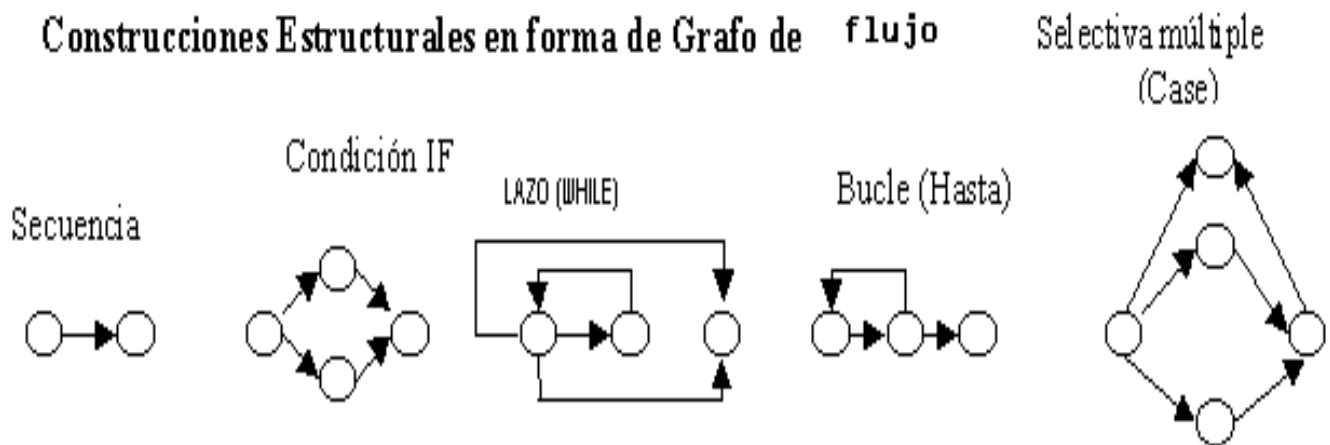 Construcciones Estructurales en forma de Grafo de flujo
Selectiva múltiple
(Case)
Condición IF
LAZO (WHILE)
Bucle (Hasta)
Secuencia